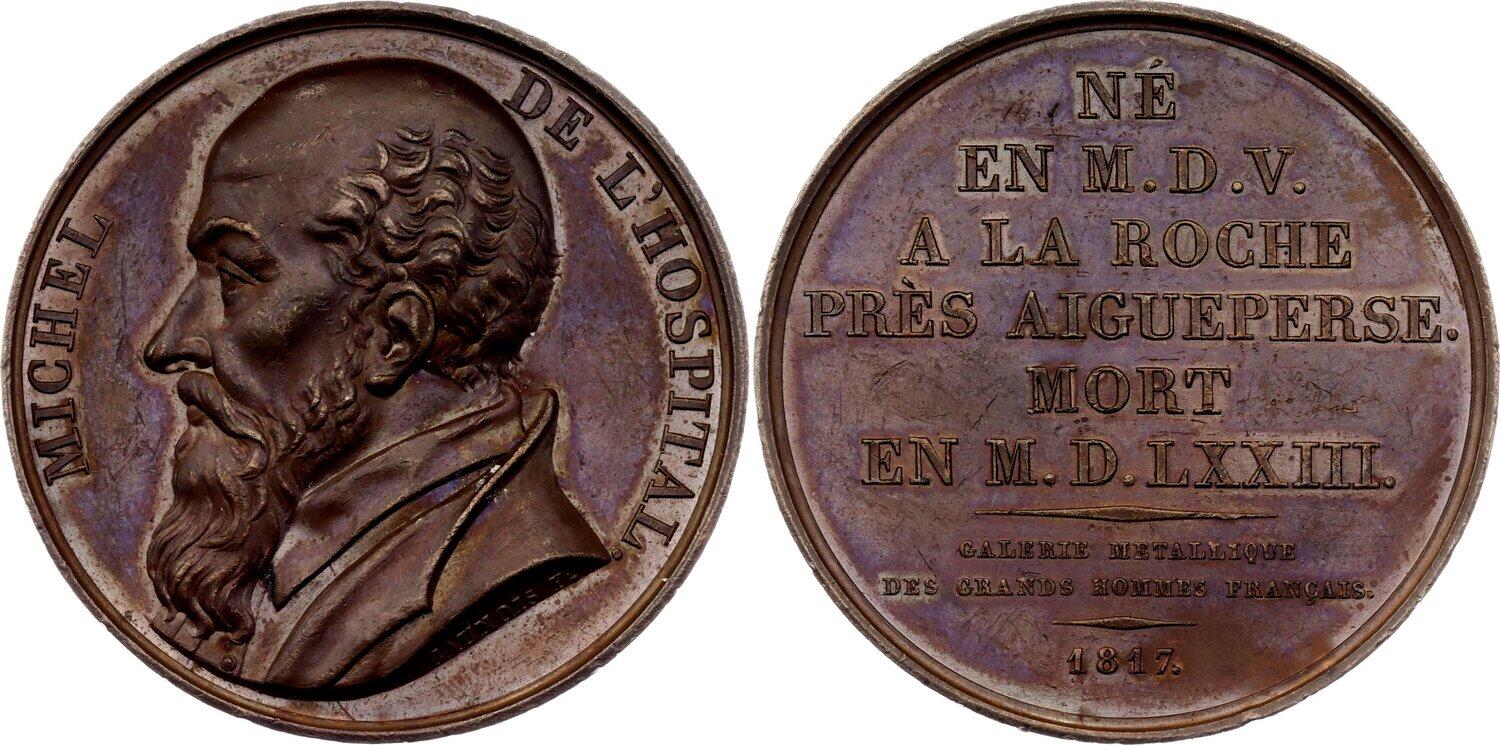 MICHEL DE L'HOSPITAL.
NÉ
EN M.D.V.
A LA ROCHE
PRÈS AIGUEPERSE.
MORT
EN M.D.LXXIII.
GALERIE METALLIQUE
DES GRANDS HOMMES FRANÇAIS.
1817.